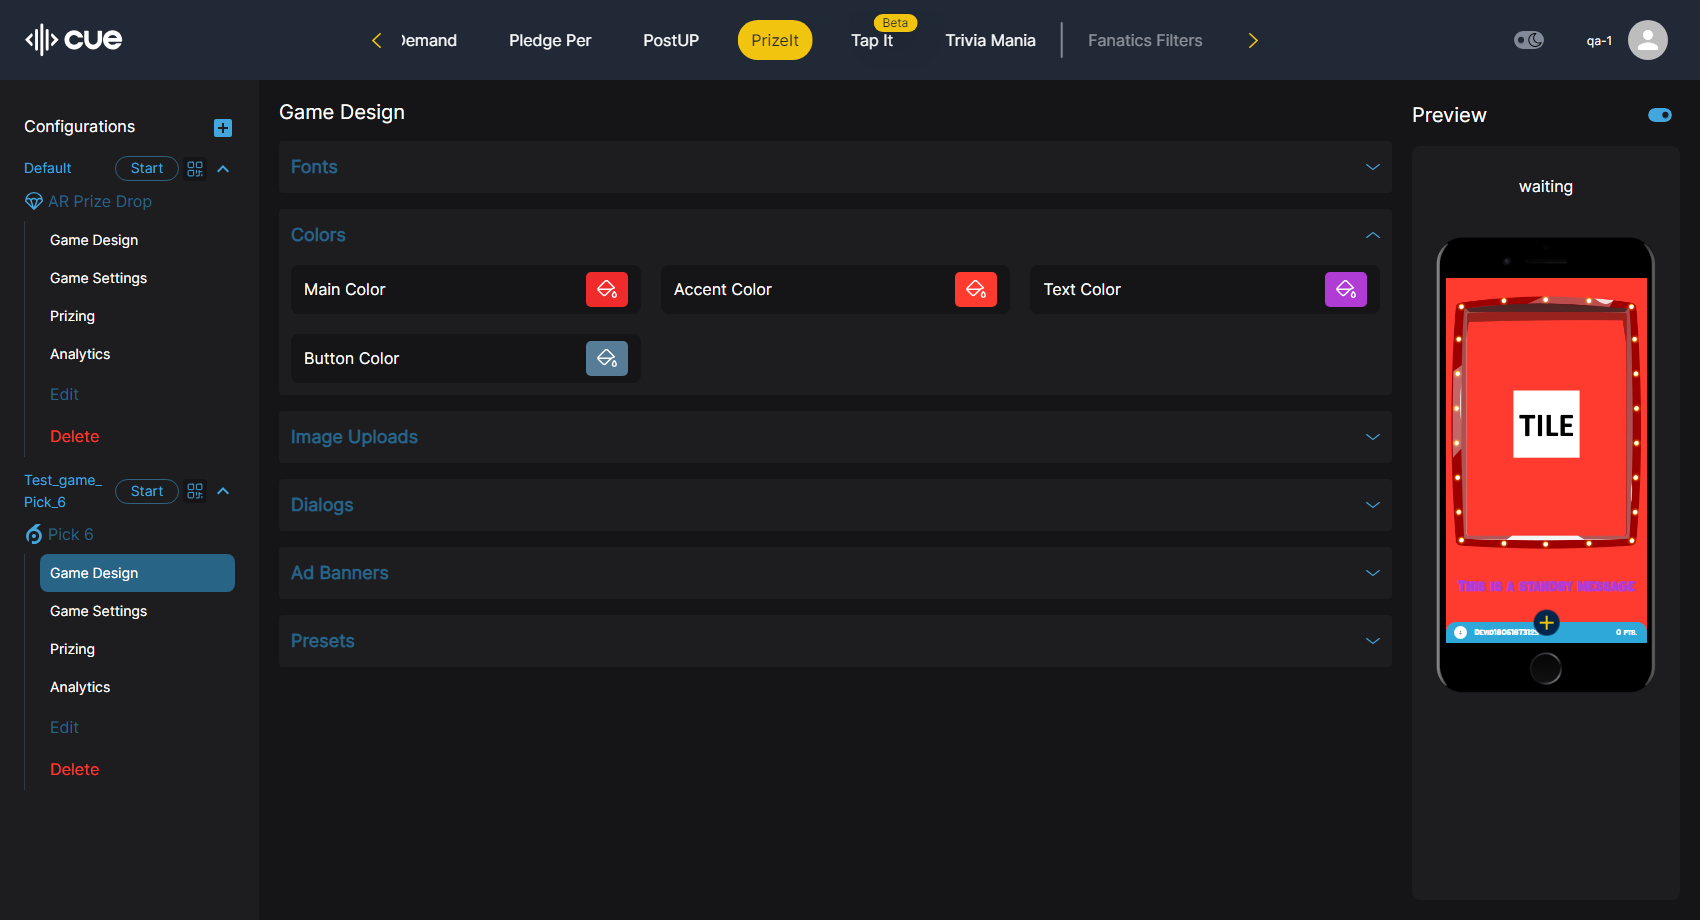 cue
Demand
Pledge Per
PostUP
PrizeIt
Beta
Tap It
Trivia Mania
Fanatics Filters
qa-1
Configurations
Default
Start
AR Prize Drop
Game Design
Game Settings
Prizing
Analytics
Edit
Delete
Test_game_
Pick_6
Start
Pick 6
Game Design
Game Settings
Prizing
Analytics
Edit
Delete
Game Design
Fonts
Colors
Main Color
Accent Color
Text Color
Button Color
Image Uploads
Dialogs
Ad Banners
Presets
Preview
waiting
TILE
This is a standby message
0 PTS.